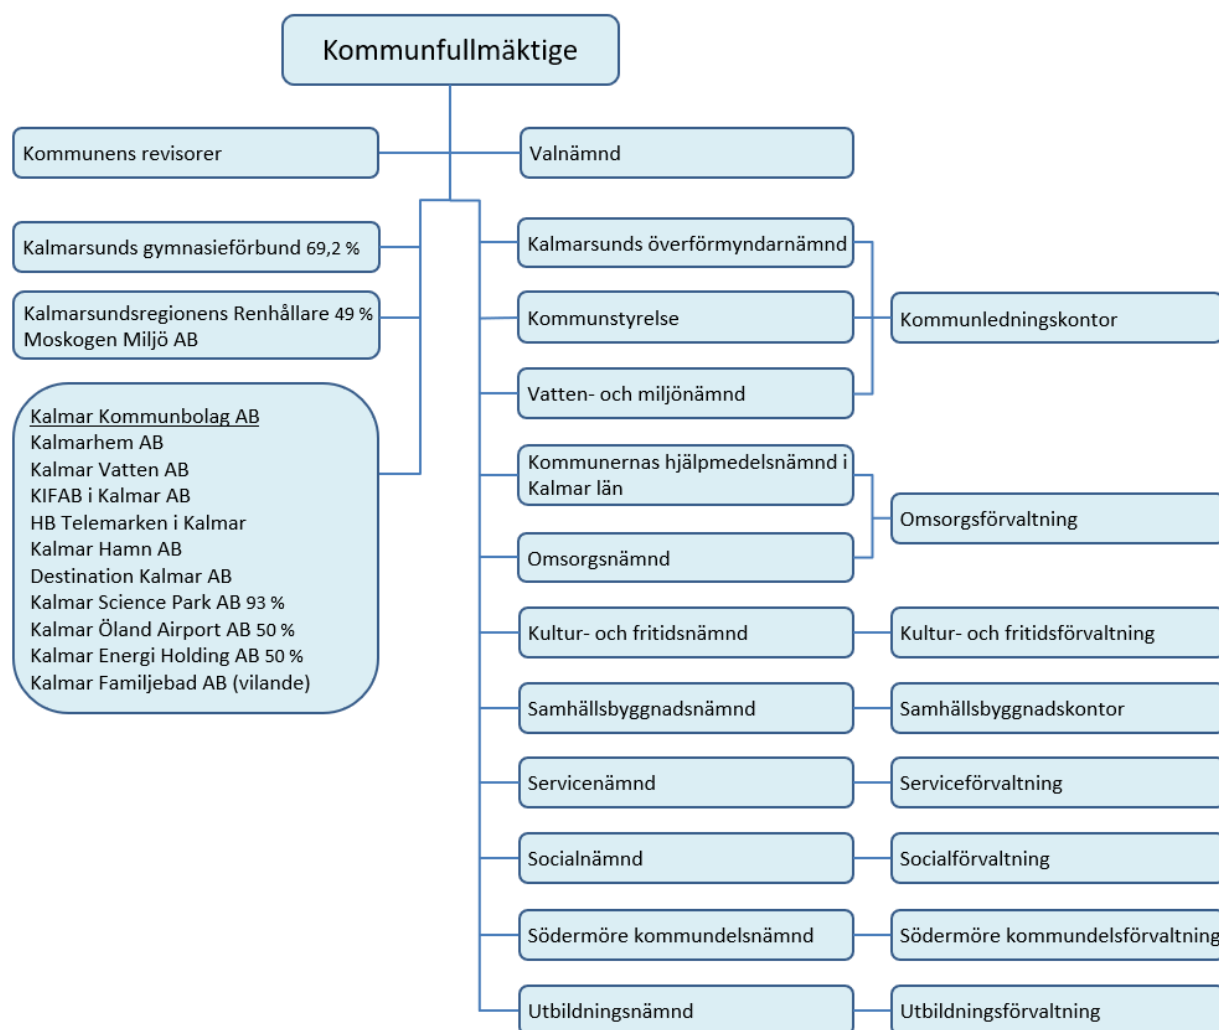 Kommunfullmäktige
Kommunens revisorer
Valnämnd
Kalmarsunds gymnasieförbund 69,2 %
Kalmarsundsregionens Renhållare 49 %
Moskogen Miljö AB
Kalmar Kommunbolag AB
Kalmarhem AB
Kalmar Vatten AB
KIFAB i Kalmar AB
HB Telemarken i Kalmar
Kalmar Hamn AB
Destination Kalmar AB
Kalmar Science Park AB 93 %
Kalmar Öland Airport AB 50 %
Kalmar Energi Holding AB 50 %
Kalmar Familjebad AB (vilande)
Kalmarsunds överförmyndarnämnd
Kommunstyrelse
Vatten- och miljönämnd
Kommunledningskontor
Kommunernas hjälpmedelsnämnd i
Kalmar län
Omsorgsnämnd
Omsorgsförvaltning
Kultur- och fritidsnämnd
Kultur- och fritidsförvaltning
Samhällsbyggnadsnämnd
Samhällsbyggnadskontor
Servicenämnd
Serviceförvaltning
Socialnämnd
Socialförvaltning
Södermöre kommundelsnämnd
Södermöre kommundelsförvaltning
Utbildningsnämnd
Utbildningsförvaltning